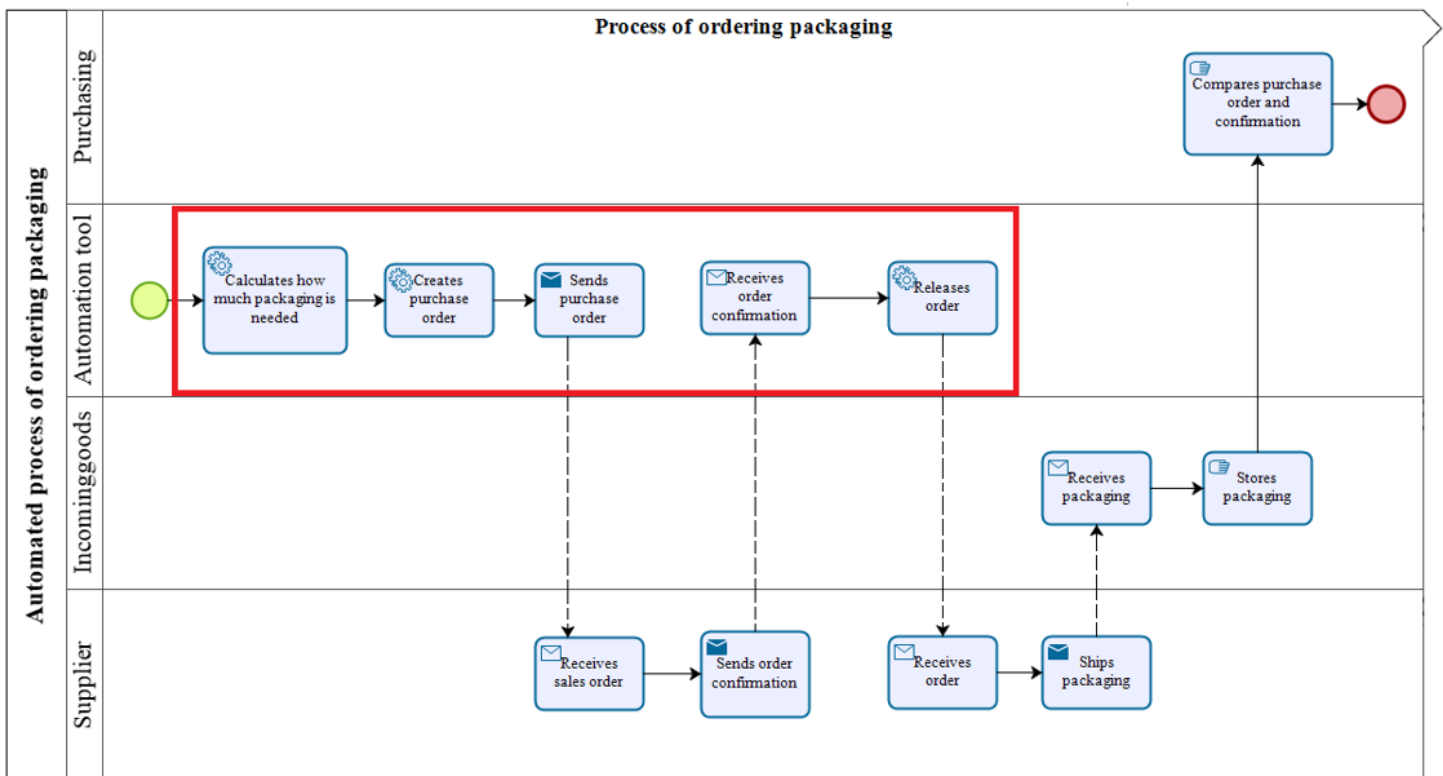 Process of ordering packaging
Automated process of ordering packaging
Purchasing
Compares purchase
order and
confirmation
Automation tool
Calculates how
much packaging is
needed
Creates
purchase
order
Sends
purchase
order
Receives
order
confirmation
Releases
order
Incominggoods
Receives
packaging
Stores
packaging
Supplier
Receives
sales order
Sends order
confirmation
Receives
order
Ships
packaging